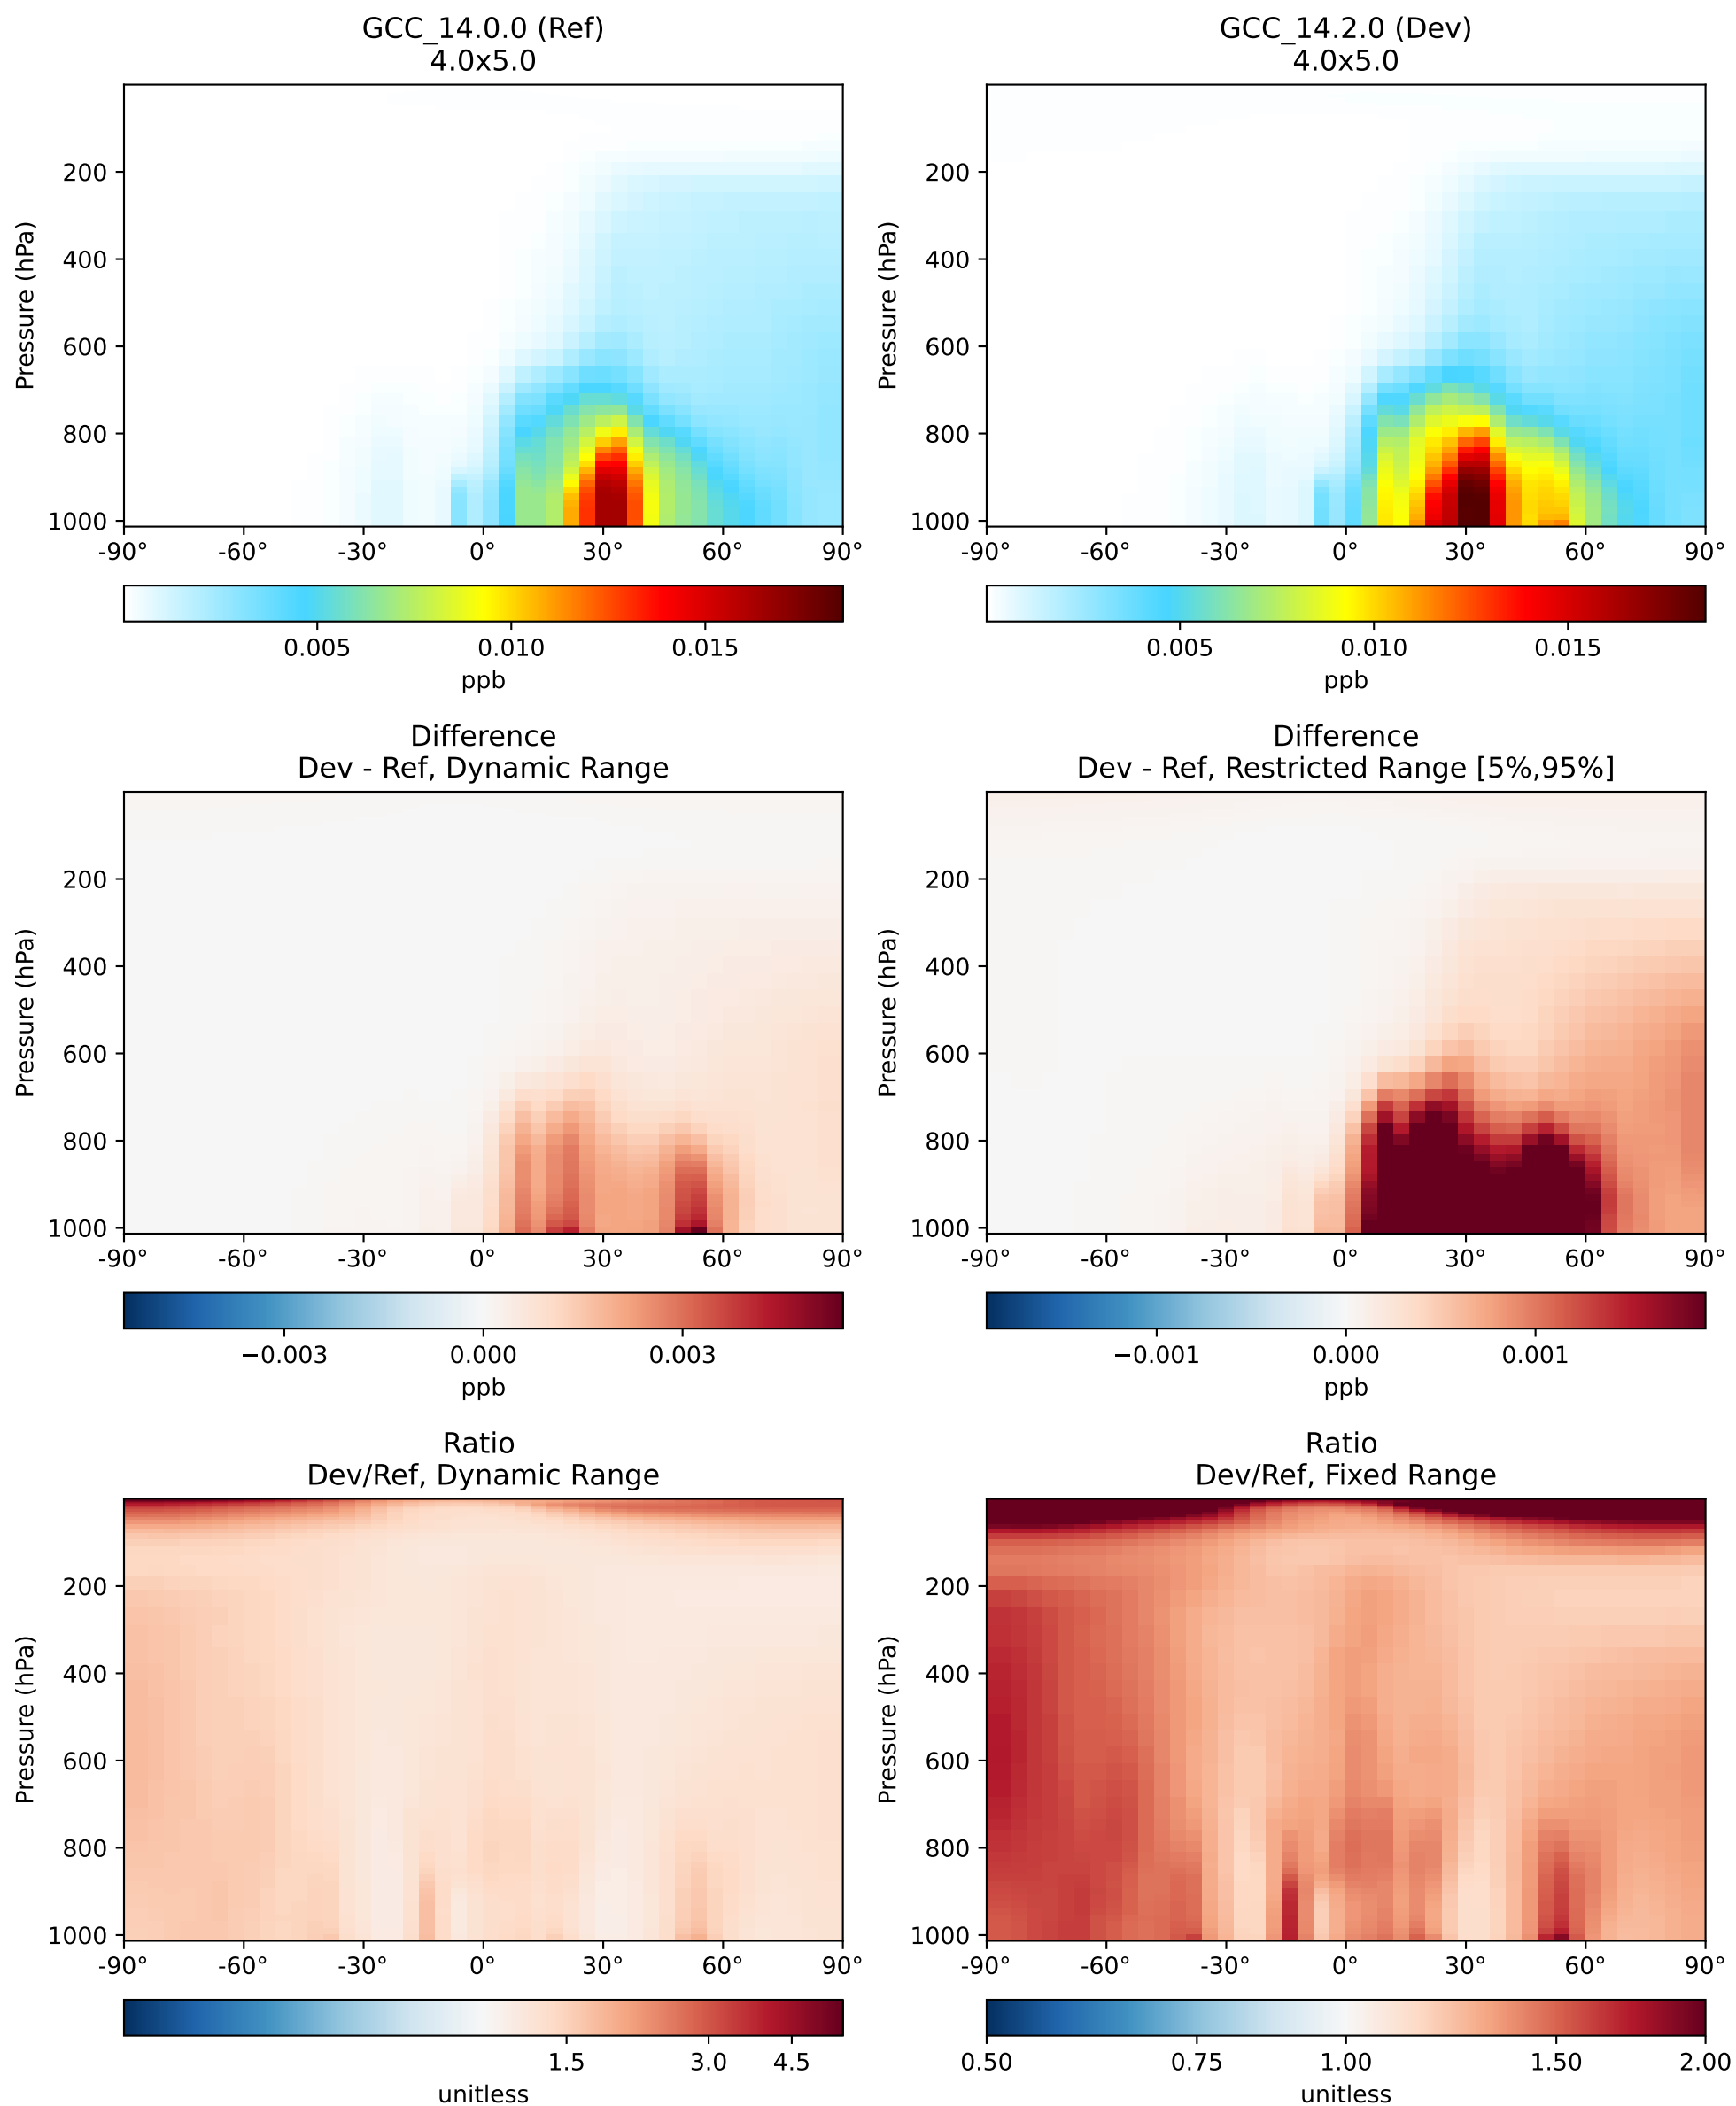 GCC_14.0.0 (Ref)
4.0x5.0
Pressure (hPa)
200
400
600
800
1000
-90° -60° -30° 0° 30° 60° 90°
0.005 0.010 0.015
ppb
GCC_14.2.0 (Dev)
4.0x5.0
Pressure (hPa)
200
400
600
800
1000
-90° -60° -30° 0° 30° 60° 90°
0.005 0.010 0.015
ppb
Difference
Dev - Ref, Dynamic Range
Pressure (hPa)
200
400
600
800
1000
-90° -60° -30° 0° 30° 60° 90°
−0.003 0.000 0.003
ppb
Difference
Dev - Ref, Restricted Range [5%,95%]
Pressure (hPa)
200
400
600
800
1000
-90° -60° -30° 0° 30° 60° 90°
−0.001 0.000 0.001
ppb
Ratio
Dev/Ref, Dynamic Range
Pressure (hPa)
200
400
600
800
1000
-90° -60° -30° 0° 30° 60° 90°
1.5 3.0 4.5
unitless
Ratio
Dev/Ref, Fixed Range
Pressure (hPa)
200
400
600
800
1000
-90° -60° -30° 0° 30° 60° 90°
0.50 0.75 1.00 1.50 2.00
unitless